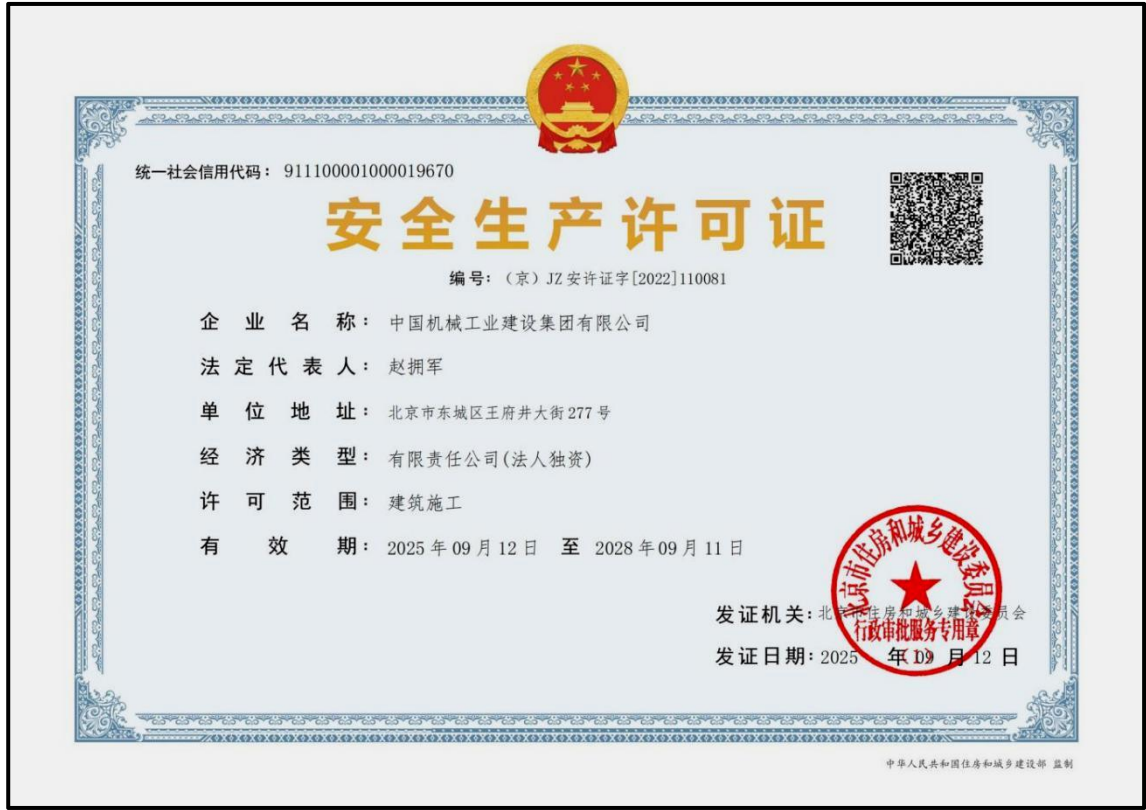 统一社会信用代码：911100001000019670
安全生产许可证
编号：（京）JZ安许证字[2022]110081
企业名称：中国机械工业建设集团有限公司
法定代表人：赵拥军
单位地址：北京市东城区王府井大街277号
经济类型：有限责任公司(法人独资)
许可范围：建筑施工
有效期：2025年09月12日 至 2028年09月11日
发证机关：北京市住房和城乡建设委员会
发证日期：2025 年 09 月 12 日
北京市住房和城乡建设委员会
行政审批服务专用章
（1）
中华人民共和国住房和城乡建设部 监制